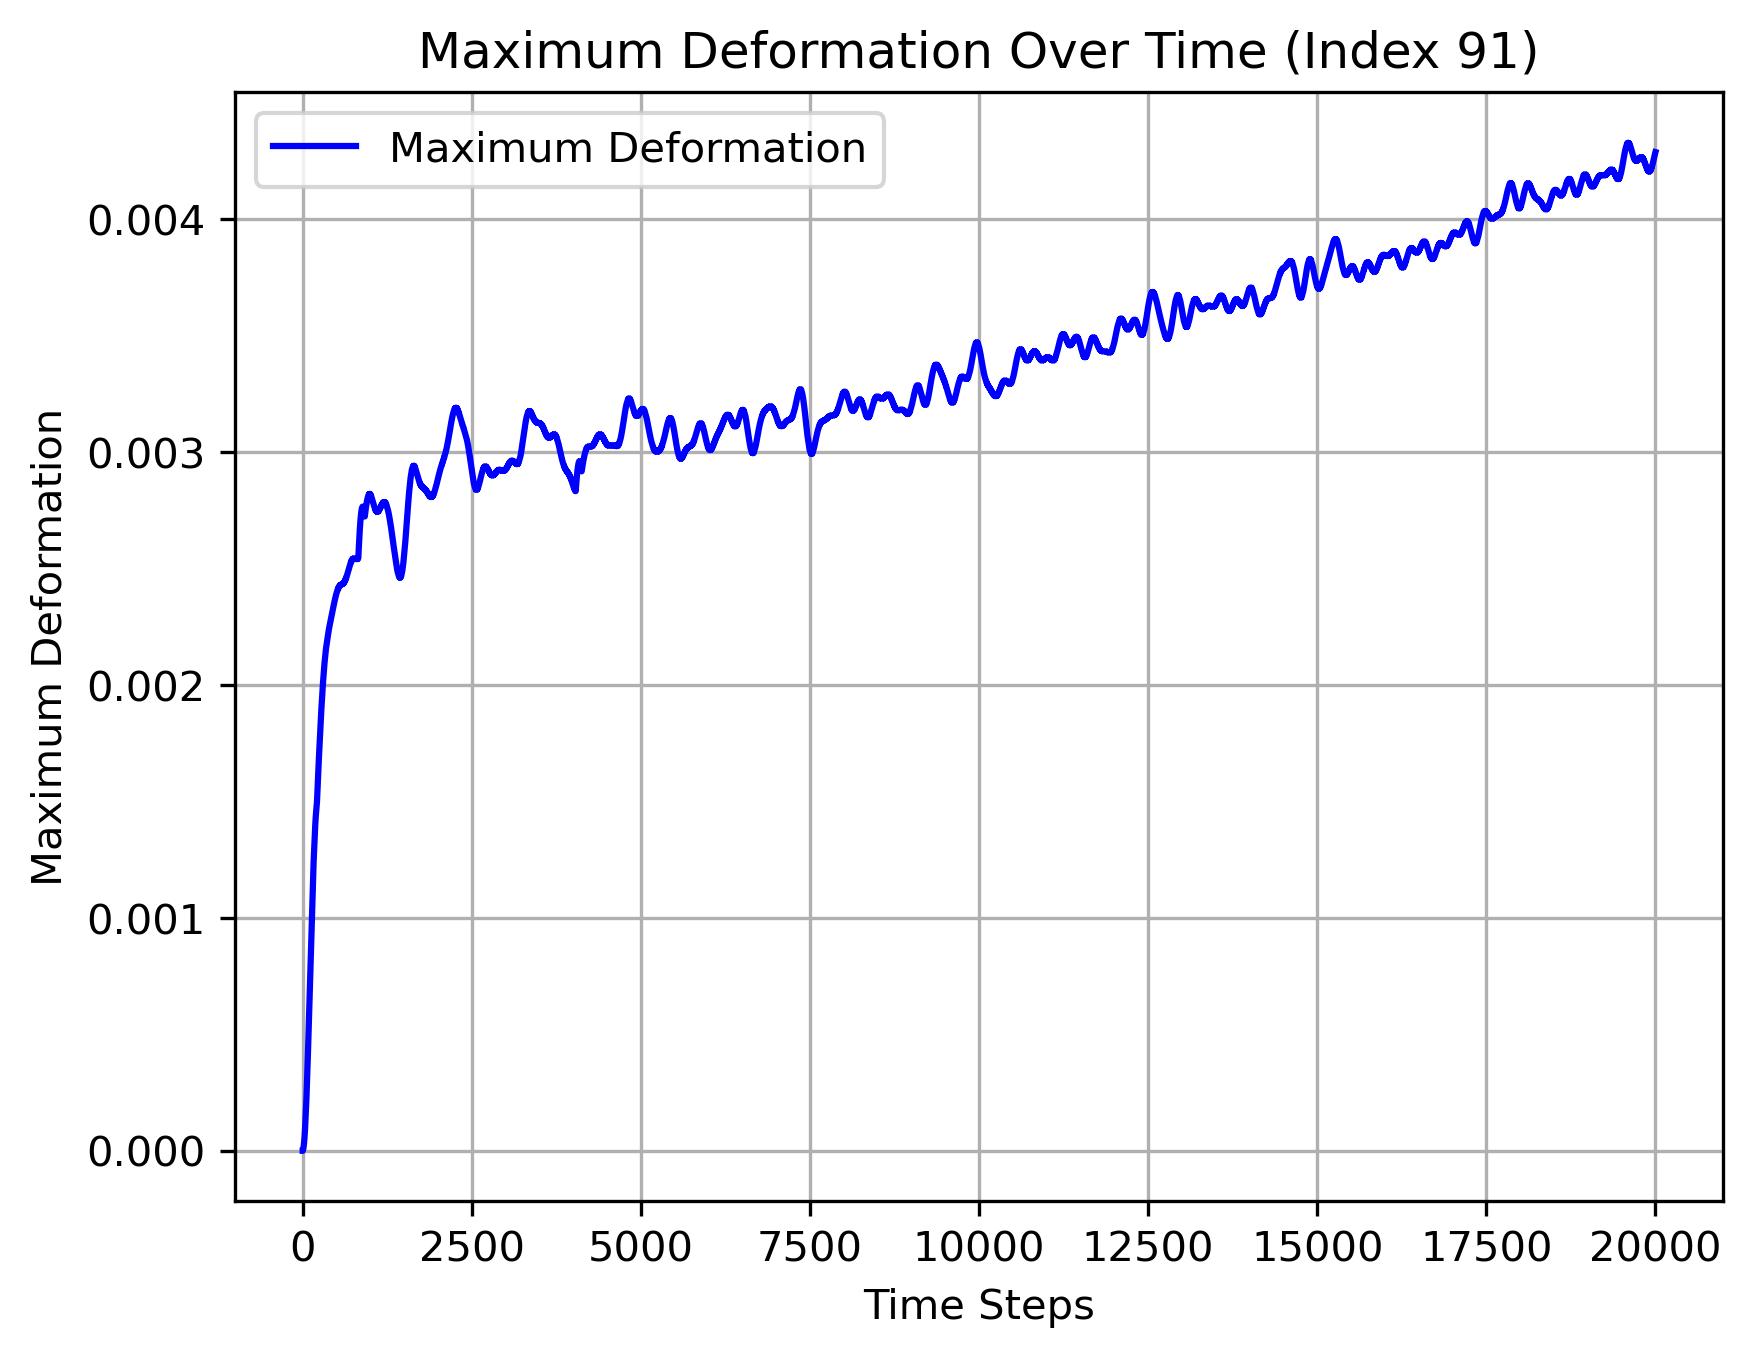 Maximum Deformation Over Time (Index 91)
Maximum Deformation
Maximum Deformation
0.004
0.003
0.002
0.001
0.000
0 2500 5000 7500 10000 12500 15000 17500 20000
Time Steps